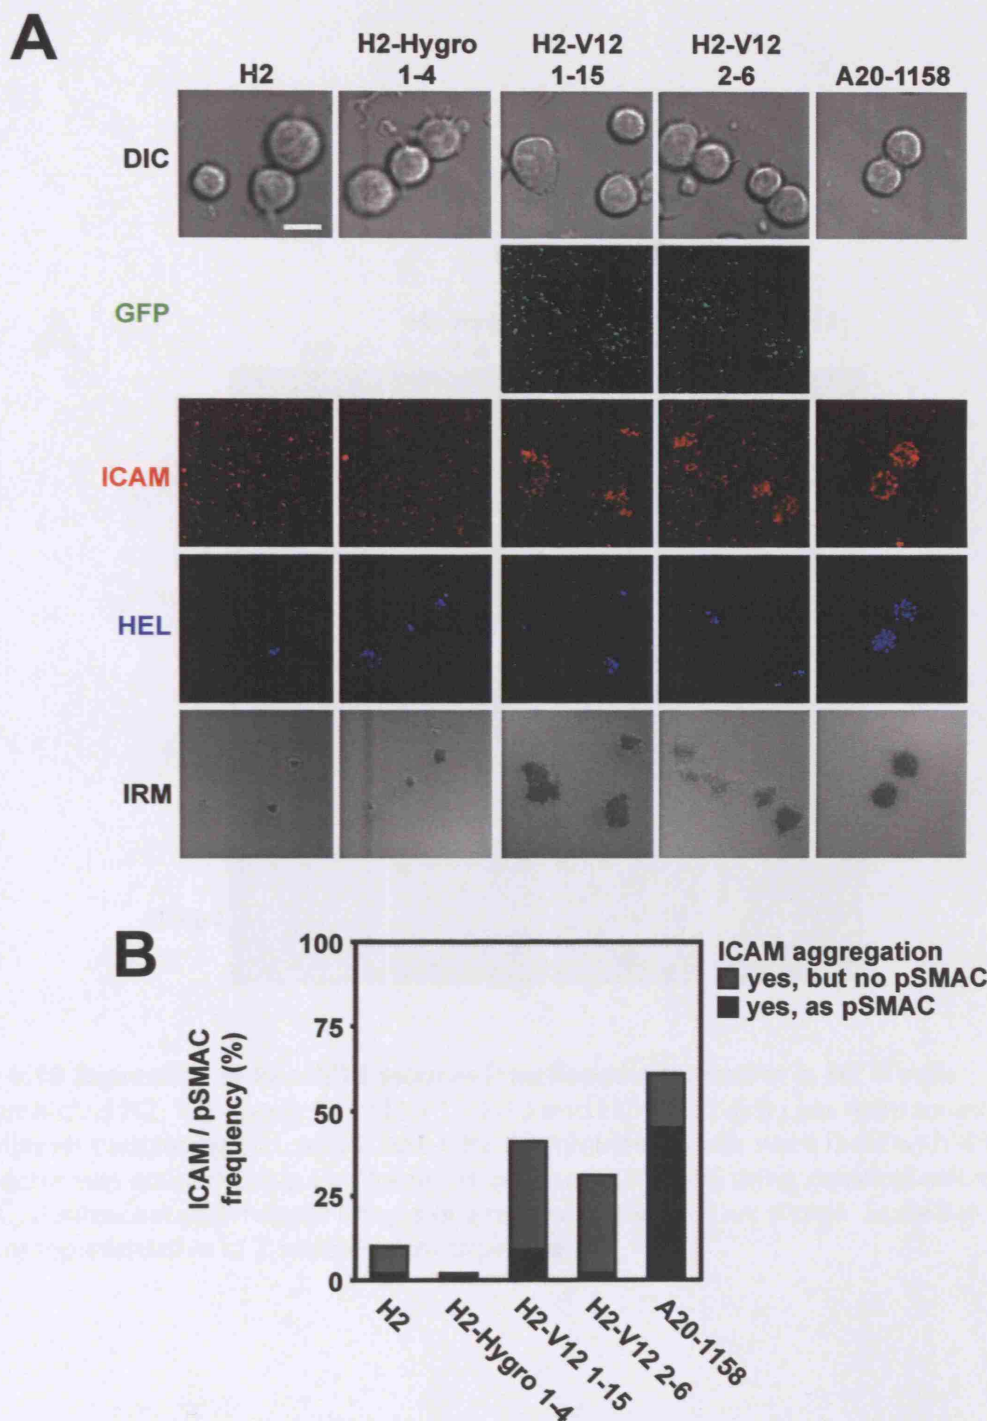 A
H2
H2-Hygro
1-4
H2-V12
1-15
H2-V12
2-6
A20-1158
DIC
GFP
ICAM
HEL
IRM
B
ICAM / pSMAC
frequency (%)
100
75
50
25
0
H2
H2-Hygro 1-4
H2-V12 1-15
H2-V12 2-6
A20-1158
ICAM aggregation
yes, but no pSMAC
yes, as pSMAC